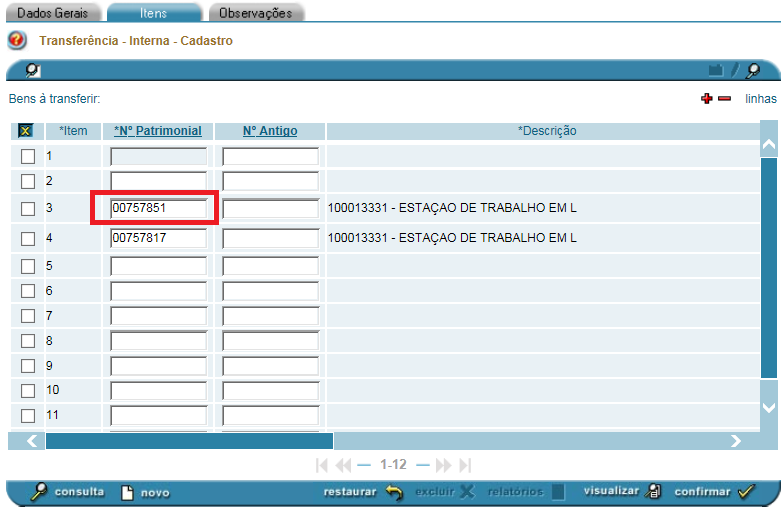 Dados Gerais Itens Observações
Transferência - Interna - Cadastro
Bens à transferir: linhas
*Item *Nº Patrimonial Nº Antigo *Descrição
1
2
3 00757851 100013331 - ESTAÇAO DE TRABALHO EM L
4 00757817 100013331 - ESTAÇAO DE TRABALHO EM L
5
6
7
8
9
10
11
1-12
consulta novo restaurar excluir relatórios visualizar confirmar